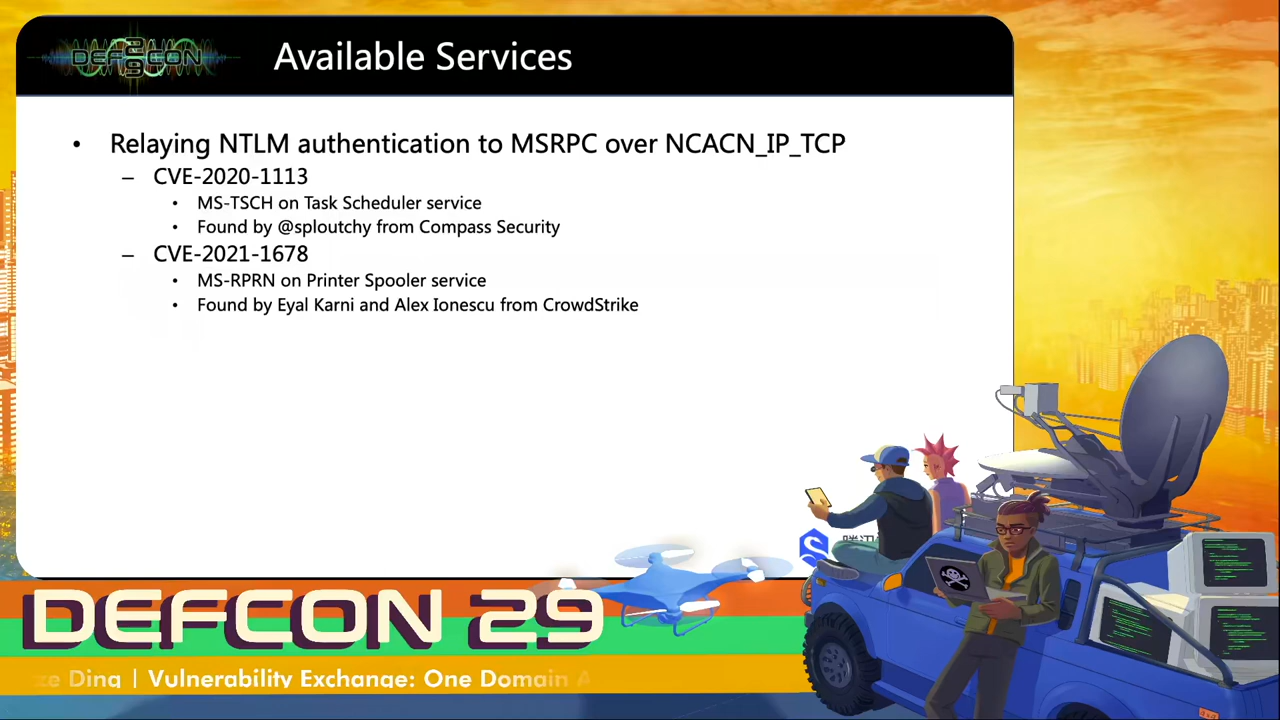 DEFCON 29
Available Services
• Relaying NTLM authentication to MSRPC over NCACN_IP_TCP
– CVE-2020-1113
• MS-TSCH on Task Scheduler service
• Found by @sploutchy from Compass Security
– CVE-2021-1678
• MS-RPRN on Printer Spooler service
• Found by Eyal Karni and Alex Ionescu from CrowdStrike
DEFCON 29
ze Ding | Vulnerability Exchange: One Domain A